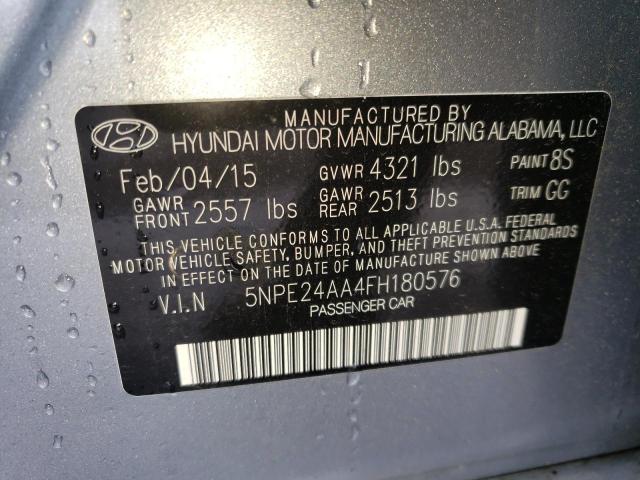 MANUFACTURED BY
HYUNDAI MOTOR MANUFACTURING ALABAMA, LLC
Feb/04/15 GVWR 4321 lbs PAINT 8S
GAWR FRONT 2557 lbs GAWR REAR 2513 lbs TRIM GG
THIS VEHICLE CONFORMS TO ALL APPLICABLE U.S.A. FEDERAL
MOTOR VEHICLE SAFETY, BUMPER, AND THEFT PREVENTION STANDARDS
IN EFFECT ON THE DATE OF MANUFACTURE SHOWN ABOVE.
V.I.N 5NPE24AA4FH180576
PASSENGER CAR